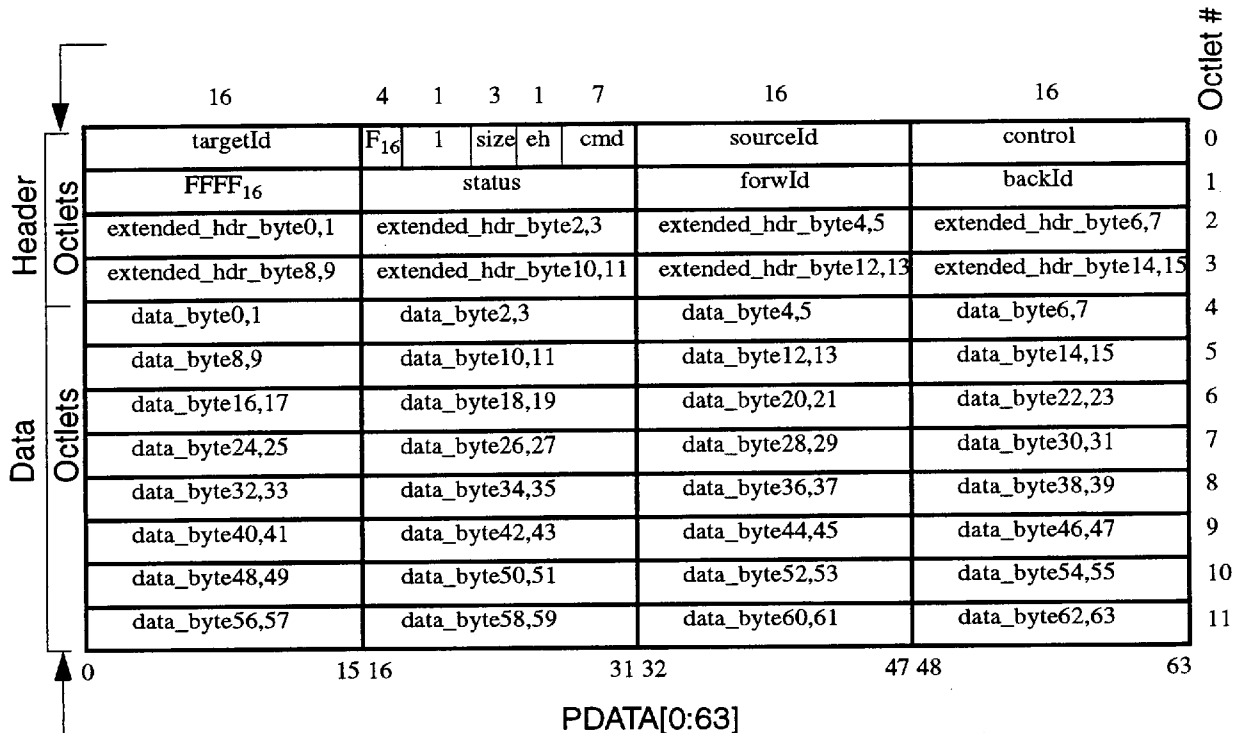 Octlet #
16 4 1 3 1 7 16 16
targetId F16 1 size eh cmd sourceId control 0
FFFF16 status forwId backId 1
extended_hdr_byte0,1 extended_hdr_byte2,3 extended_hdr_byte4,5 extended_hdr_byte6,7 2
extended_hdr_byte8,9 extended_hdr_byte10,11 extended_hdr_byte12,13 extended_hdr_byte14,15 3
Header
Octlets
data_byte0,1 data_byte2,3 data_byte4,5 data_byte6,7 4
data_byte8,9 data_byte10,11 data_byte12,13 data_byte14,15 5
data_byte16,17 data_byte18,19 data_byte20,21 data_byte22,23 6
data_byte24,25 data_byte26,27 data_byte28,29 data_byte30,31 7
data_byte32,33 data_byte34,35 data_byte36,37 data_byte38,39 8
data_byte40,41 data_byte42,43 data_byte44,45 data_byte46,47 9
data_byte48,49 data_byte50,51 data_byte52,53 data_byte54,55 10
data_byte56,57 data_byte58,59 data_byte60,61 data_byte62,63 11
Data
Octlets
0 15 16 31 32 47 48 63
PDATA[0:63]